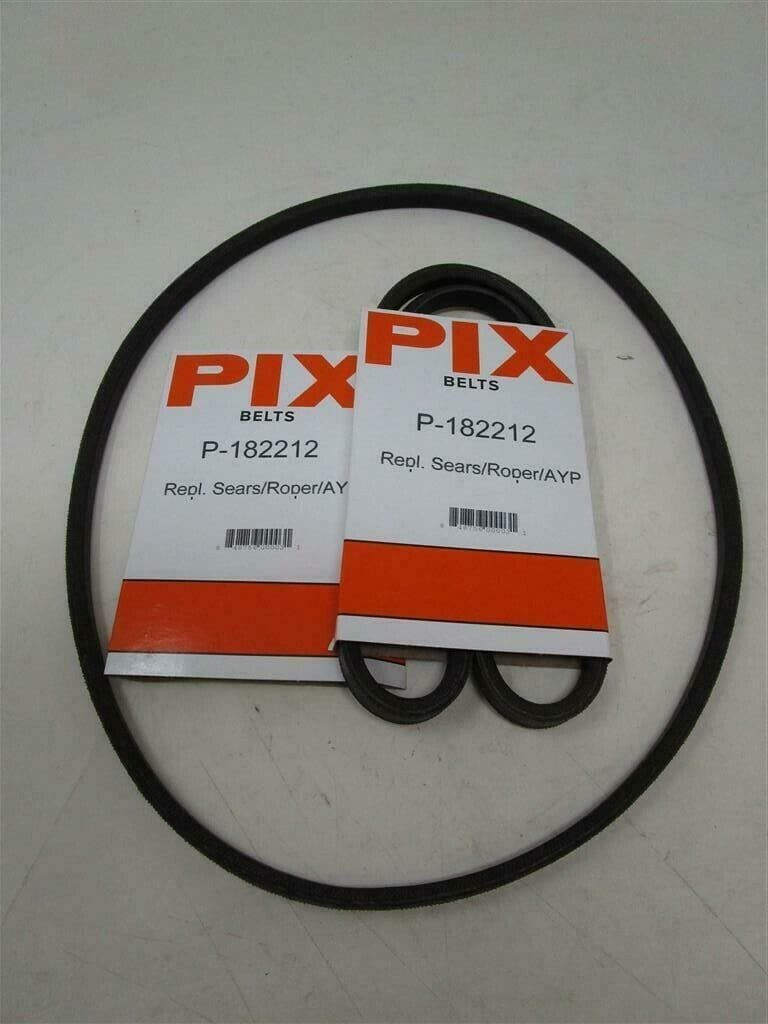 PIX
BELTS
P-182212
Repl. Sears/Roper/AY
PIX
BELTS
P-182212
Repl. Sears/Roper/AYP